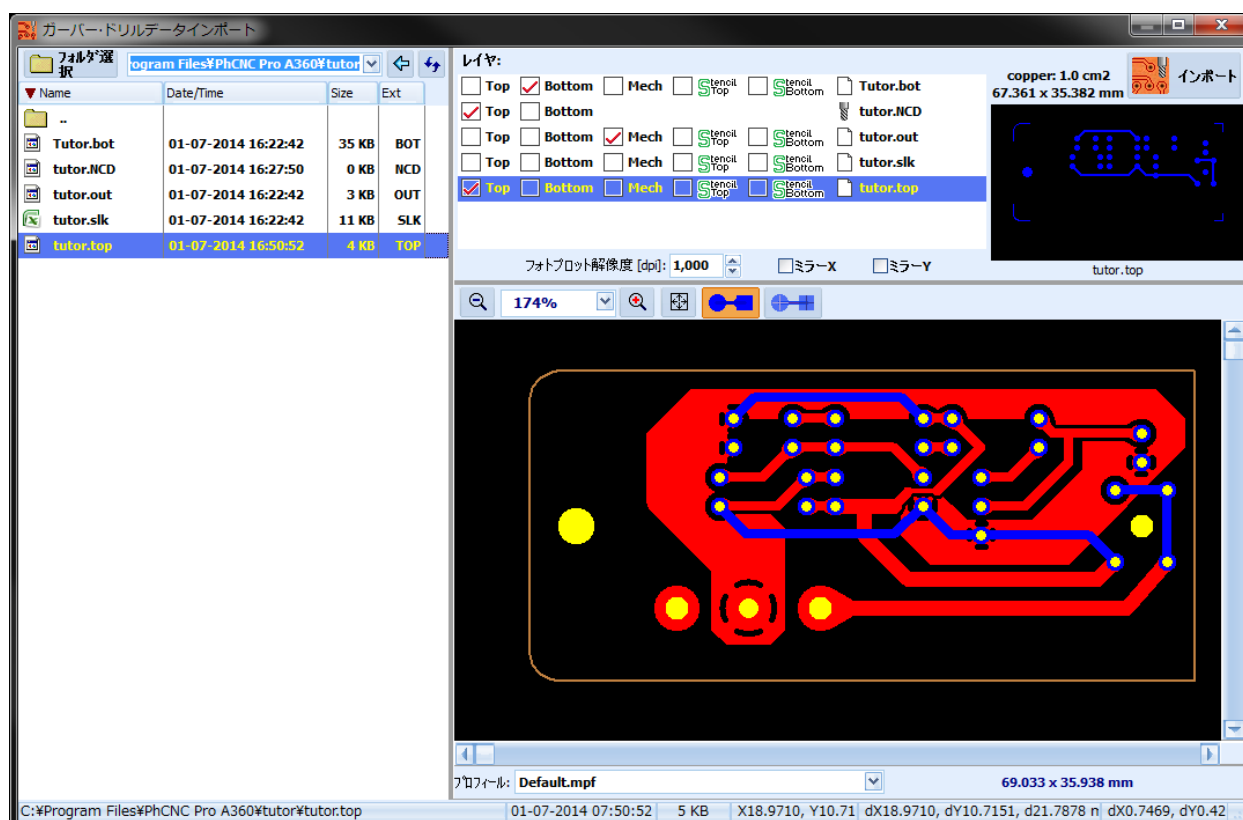 ガーバー・ドリルデータインポート
フォルダ選択
ogram Files¥PhCNC Pro A360¥tutor
Name Date/Time Size Ext
..
Tutor.bot 01-07-2014 16:22:42 35 KB BOT
tutor.NCD 01-07-2014 16:27:50 0 KB NCD
tutor.out 01-07-2014 16:22:42 3 KB OUT
tutor.slk 01-07-2014 16:22:42 11 KB SLK
tutor.top 01-07-2014 16:50:52 4 KB TOP
レイヤ:
Top Bottom Mech Stencil Top Stencil Bottom Tutor.bot
Top Bottom tutor.NCD
Top Bottom Mech Stencil Top Stencil Bottom tutor.out
Top Bottom Mech Stencil Top Stencil Bottom tutor.slk
Top Bottom Mech Stencil Top Stencil Bottom tutor.top
フォトプロット解像度 [dpi]: 1,000 ミラーX ミラーY
copper: 1.0 cm2
67.361 x 35.382 mm
インポート
tutor.top
174%
プロフィール: Default.mpf 69.033 x 35.938 mm
C:¥Program Files¥PhCNC Pro A360¥tutor¥tutor.top 01-07-2014 07:50:52 5 KB X18.9710, Y10.71 dX18.9710, dY10.7151, d21.7878 n dX0.7469, dY0.42